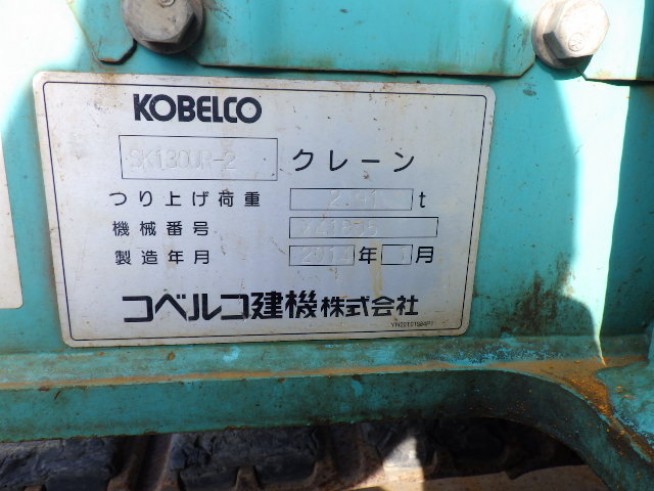 KOBELCO
SK130UR-2 クレーン
つり上げ荷重 t
機械番号
製造年月 年 月
コベルコ建機株式会社